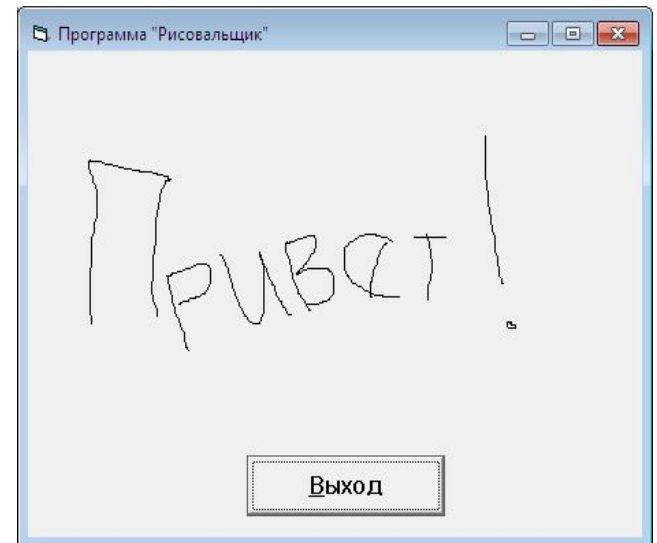 Программа "Рисовальщик"
Привет!
Выход